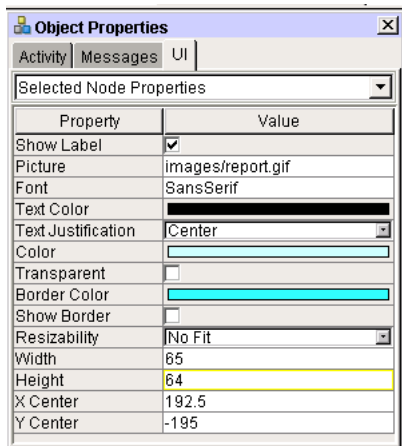 Object Properties
Activity Messages UI
Selected Node Properties
Property Value
Show Label
Picture images/report.gif
Font SansSerif
Text Color
Text Justification Center
Color
Transparent
Border Color
Show Border
Resizability No Fit
Width 65
Height 64
X Center 192.5
Y Center -195